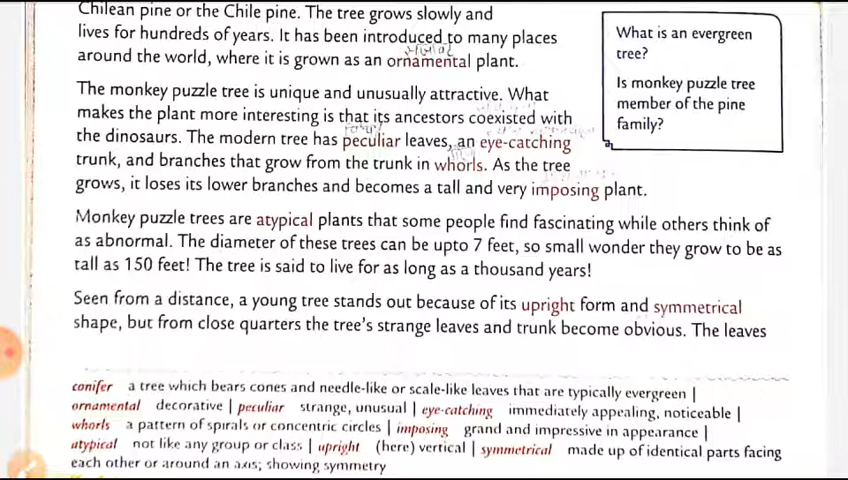 Chilean pine or the Chile pine. The tree grows slowly and
lives for hundreds of years. It has been introduced to many places
around the world, where it is grown as an ornamental plant.
What is an evergreen
tree?
Is monkey puzzle tree
member of the pine
family?
The monkey puzzle tree is unique and unusually attractive. What
makes the plant more interesting is that its ancestors coexisted with
the dinosaurs. The modern tree has peculiar leaves, an eye-catching
trunk, and branches that grow from the trunk in whorls. As the tree
grows, it loses its lower branches and becomes a tall and very imposing plant.
Monkey puzzle trees are atypical plants that some people find fascinating while others think of
as abnormal. The diameter of these trees can be upto 7 feet, so small wonder they grow to be as
tall as 150 feet! The tree is said to live for as long as a thousand years!
Seen from a distance, a young tree stands out because of its upright form and symmetrical
shape, but from close quarters the tree's strange leaves and trunk become obvious. The leaves
conifer a tree which bears cones and needle-like or scale-like leaves that are typically evergreen |
ornamental decorative | peculiar strange, unusual | eye-catching immediately appealing, noticeable |
whorls a pattern of spirals or concentric circles | imposing grand and impressive in appearance |
atypical not like any group or class | upright (here) vertical | symmetrical made up of identical parts facing
each other or around an axis; showing symmetry